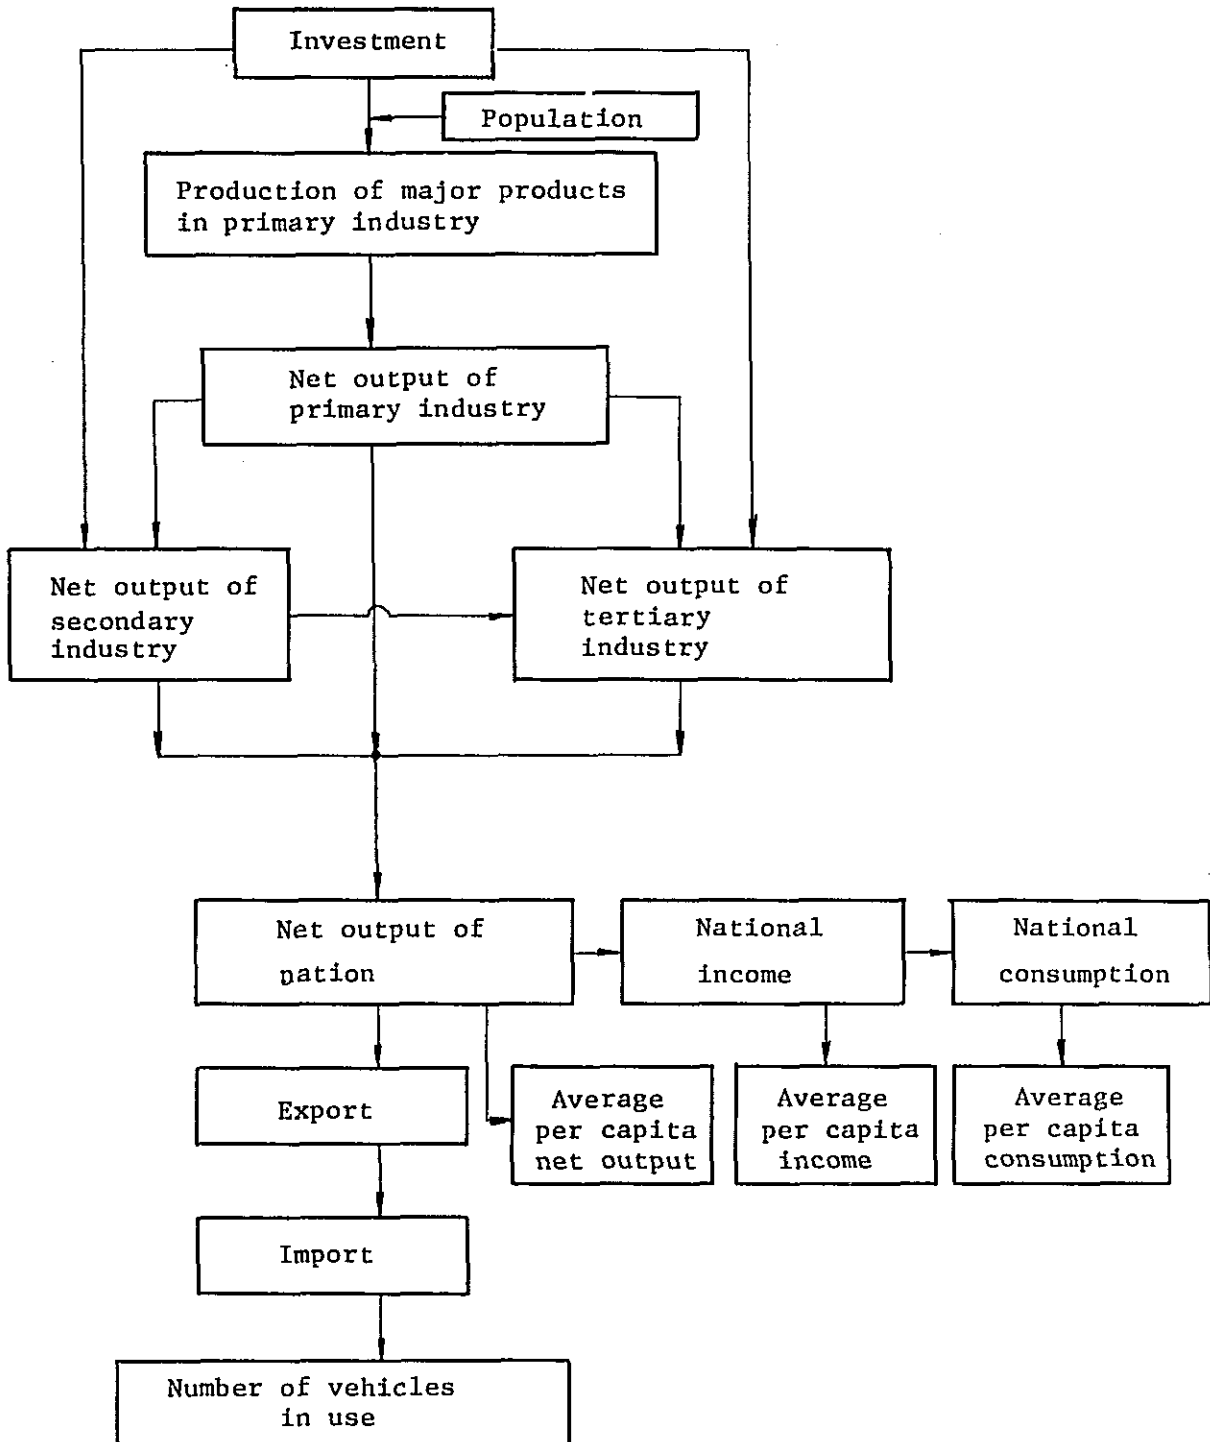 Investment
Population
Production of major products
in primary industry
Net output of
primary industry
Net output of
secondary
industry
Net output of
tertiary
industry
Net output of
nation
National
income
National
consumption
Export
Average
per capita
net output
Average
per capita
income
Average
per capita
consumption
Import
Number of vehicles
in use